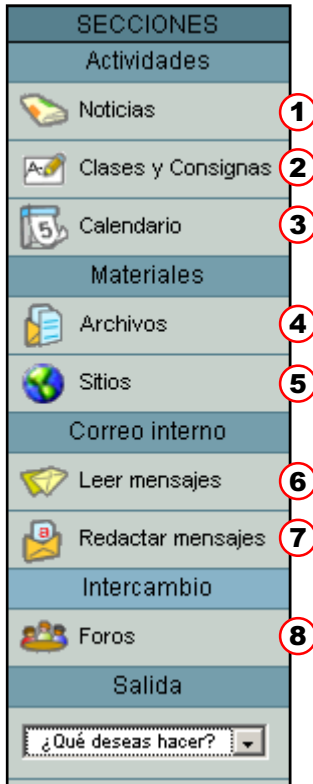 SECCIONES
Actividades
Noticias 1
Clases y Consignas 2
Calendario 3
Materiales
Archivos 4
Sitios 5
Correo interno
Leer mensajes 6
Redactar mensajes 7
Intercambio
Foros 8
Salida
¿Qué deseas hacer?